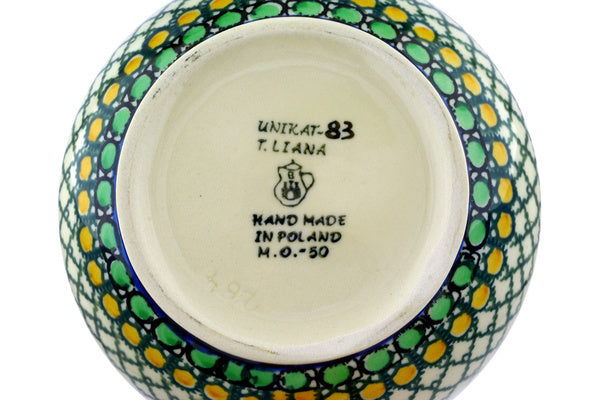 UNIKAT-83
T. LIANA
HAND MADE
IN POLAND
M.O.-50